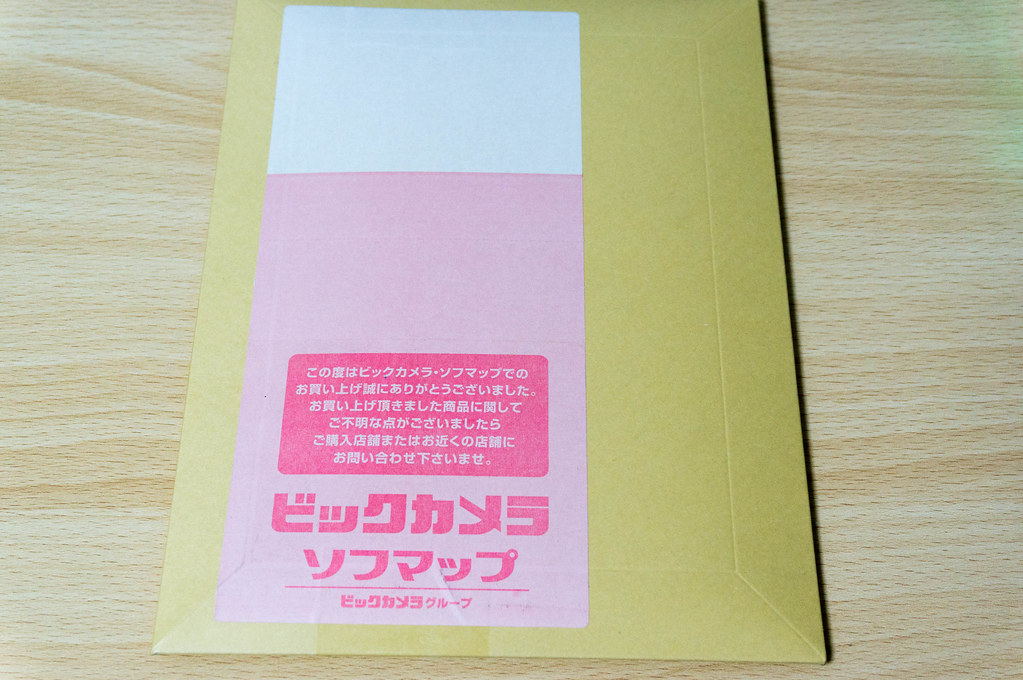 この度はビックカメラ・ソフマップでの
お買い上げ誠にありがとうございました。
お買い上げ頂きました商品に関して
ご不明な点がございましたら
ご購入店舗またはお近くの店舗に
お問い合わせ下さいませ。
ビックカメラ
ソフマップ
ビックカメラグループ